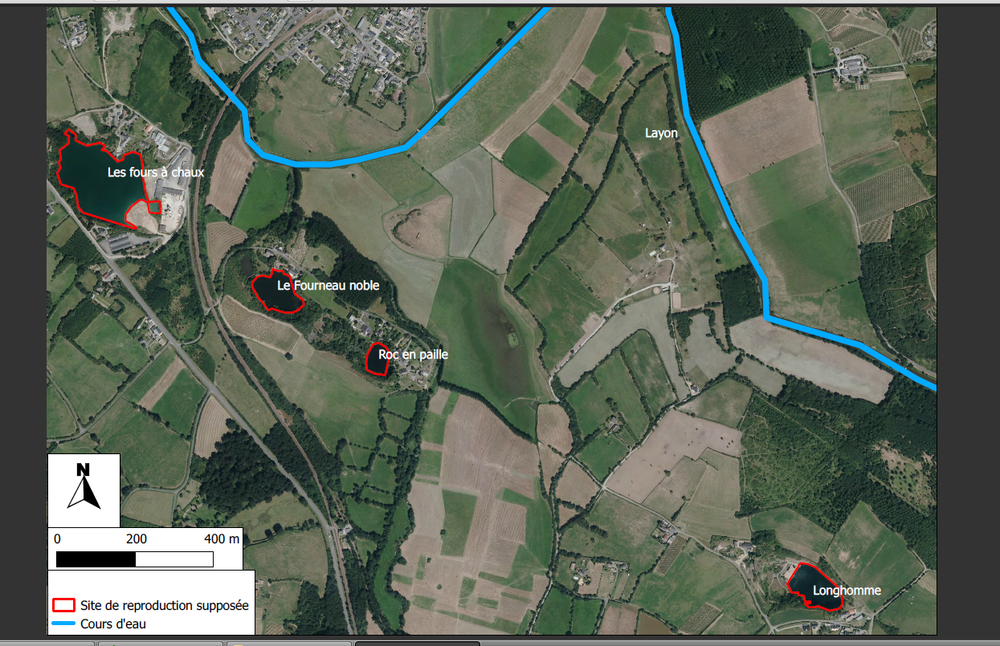 Layon
Les fours à chaux
Le Fourneau noble
Roc en paille
N
0 200 400 m
Longhomme
Site de reproduction supposée
Cours d'eau